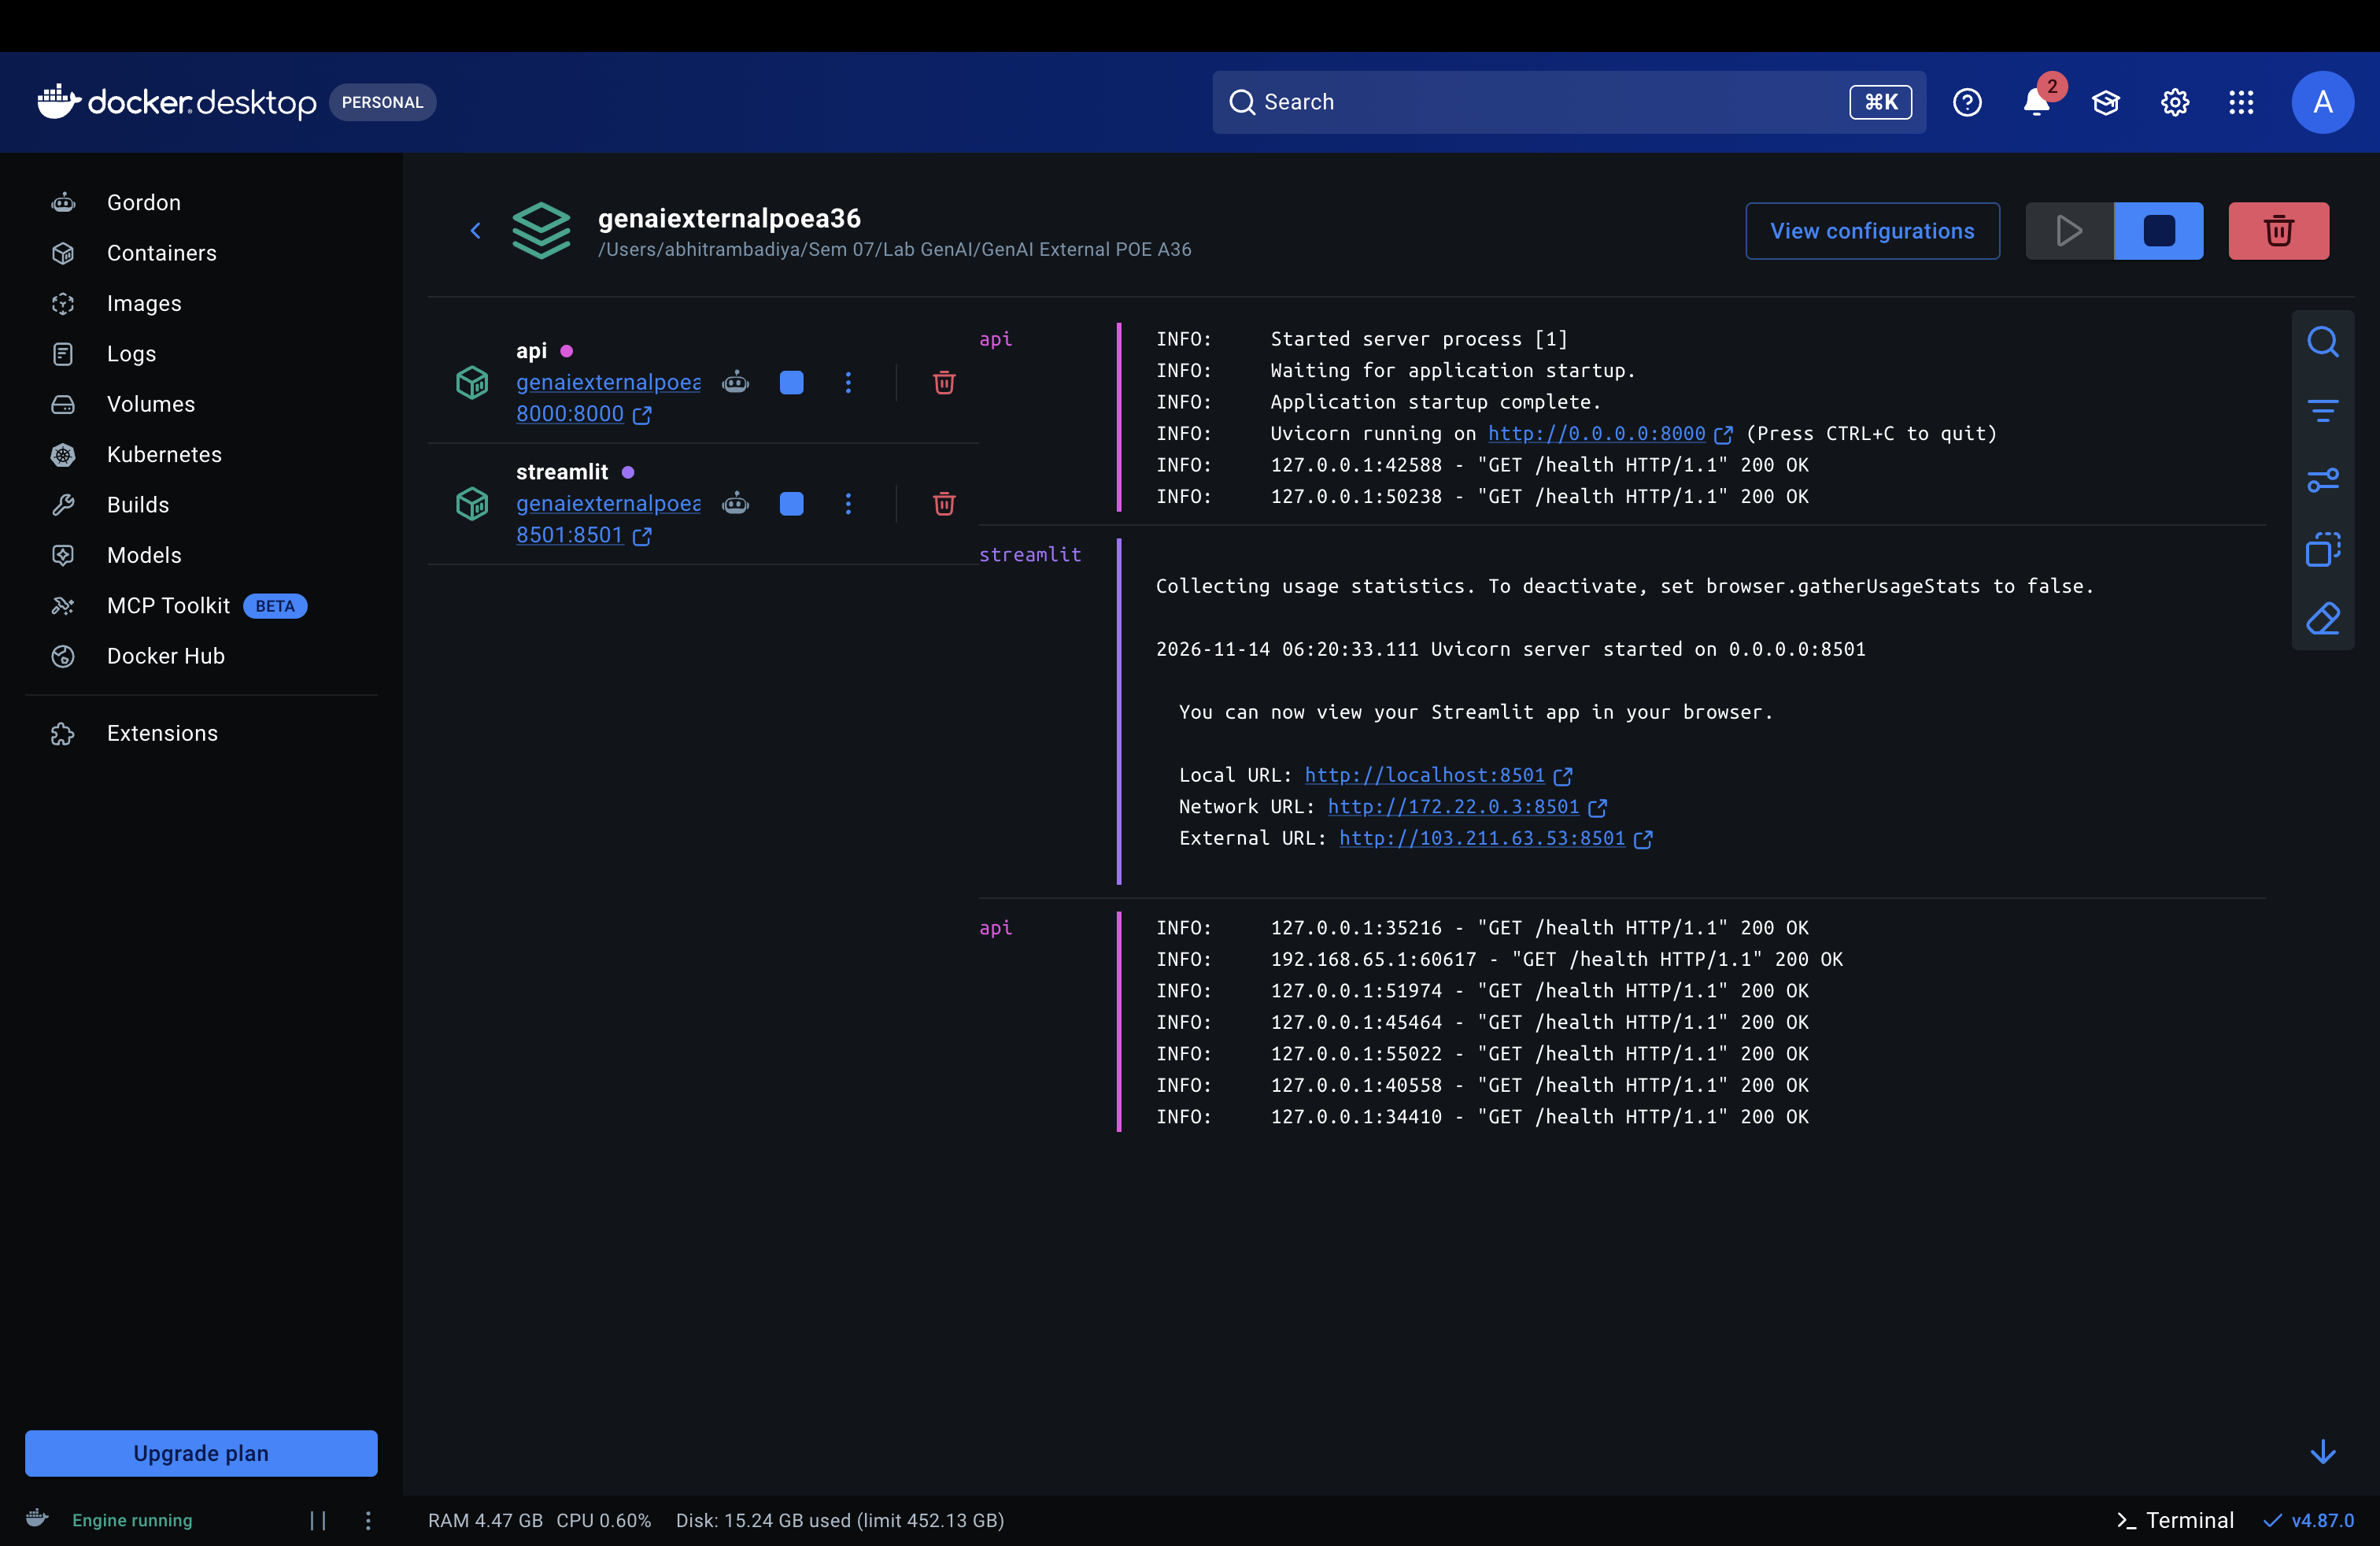 docker.desktop PERSONAL
Search ⌘K
2
A
Gordon
Containers
Images
Logs
Volumes
Kubernetes
Builds
Models
MCP Toolkit BETA
Docker Hub
Extensions
Upgrade plan
genaiexternalpoea36
/Users/abhitrambadiya/Sem 07/Lab GenAI/GenAI External POE A36
View configurations
api
genaiexternalpoea
8000:8000
streamlit
genaiexternalpoea
8501:8501
api
INFO: Started server process [1]
INFO: Waiting for application startup.
INFO: Application startup complete.
INFO: Uvicorn running on http://0.0.0.0:8000 (Press CTRL+C to quit)
INFO: 127.0.0.1:42588 - "GET /health HTTP/1.1" 200 OK
INFO: 127.0.0.1:50238 - "GET /health HTTP/1.1" 200 OK
streamlit
Collecting usage statistics. To deactivate, set browser.gatherUsageStats to false.
2026-11-14 06:20:33.111 Uvicorn server started on 0.0.0.0:8501
You can now view your Streamlit app in your browser.
Local URL: http://localhost:8501
Network URL: http://172.22.0.3:8501
External URL: http://103.211.63.53:8501
api
INFO: 127.0.0.1:35216 - "GET /health HTTP/1.1" 200 OK
INFO: 192.168.65.1:60617 - "GET /health HTTP/1.1" 200 OK
INFO: 127.0.0.1:51974 - "GET /health HTTP/1.1" 200 OK
INFO: 127.0.0.1:45464 - "GET /health HTTP/1.1" 200 OK
INFO: 127.0.0.1:55022 - "GET /health HTTP/1.1" 200 OK
INFO: 127.0.0.1:40558 - "GET /health HTTP/1.1" 200 OK
INFO: 127.0.0.1:34410 - "GET /health HTTP/1.1" 200 OK
Engine running
RAM 4.47 GB CPU 0.60% Disk: 15.24 GB used (limit 452.13 GB)
Terminal
v4.87.0